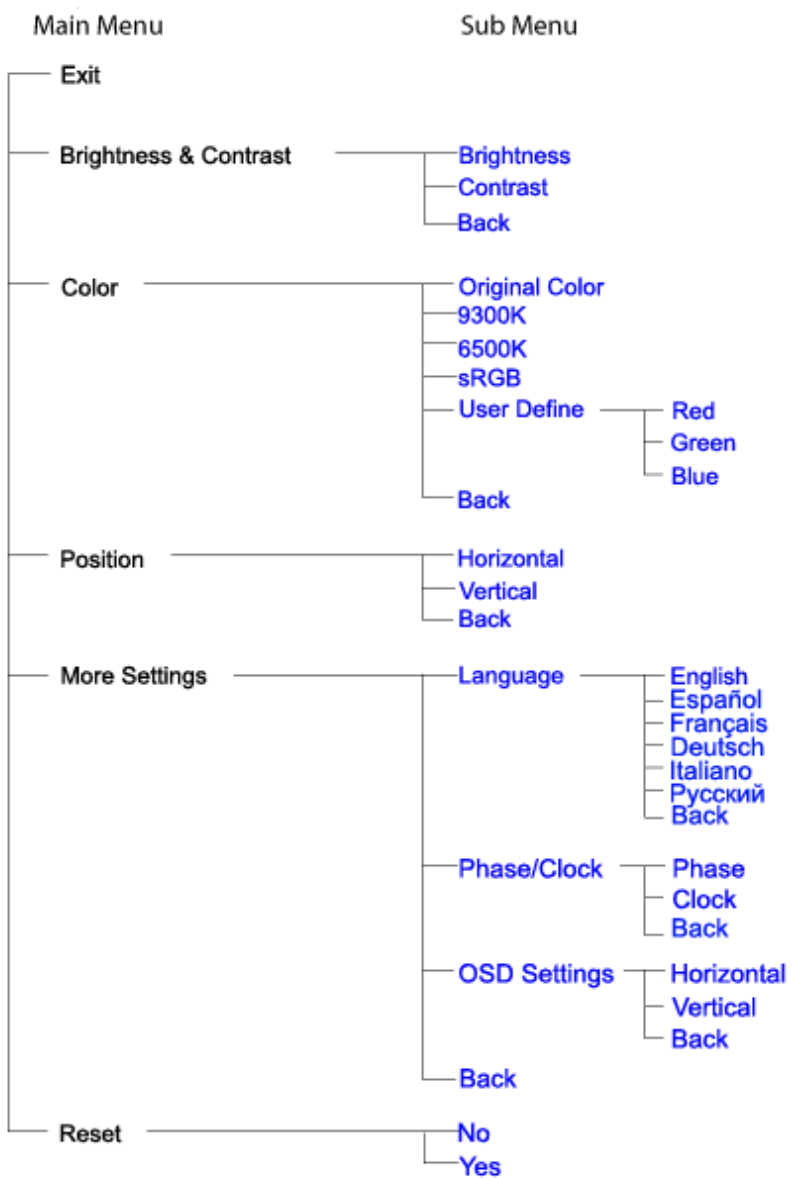 Main Menu Sub Menu
Exit
Brightness & Contrast Brightness
Contrast
Back
Color Original Color
9300K
6500K
sRGB
User Define Red
Green
Blue
Back
Position Horizontal
Vertical
Back
More Settings Language English
Español
Français
Deutsch
Italiano
Русский
Back
Phase/Clock Phase
Clock
Back
OSD Settings Horizontal
Vertical
Back
Back
Reset No
Yes